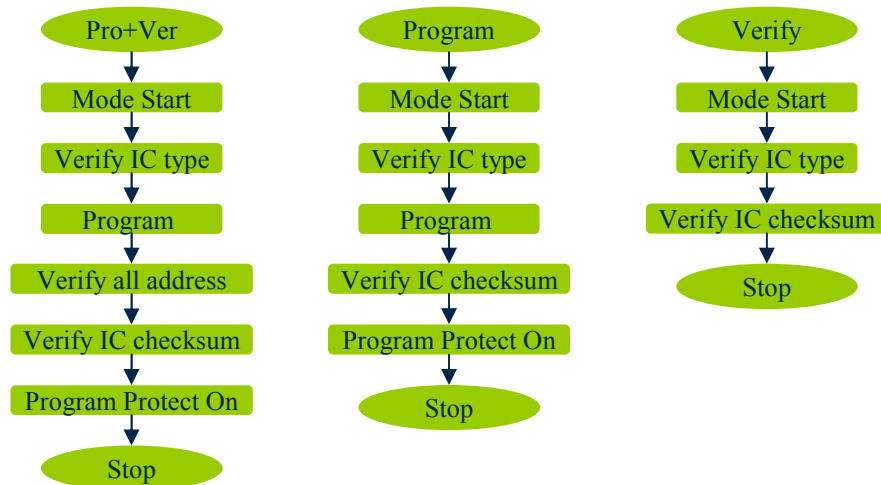 Pro+Ver
Mode Start
Verify IC type
Program
Verify all address
Verify IC checksum
Program Protect On
Stop
Program
Mode Start
Verify IC type
Program
Verify IC checksum
Program Protect On
Stop
Verify
Mode Start
Verify IC type
Verify IC checksum
Stop